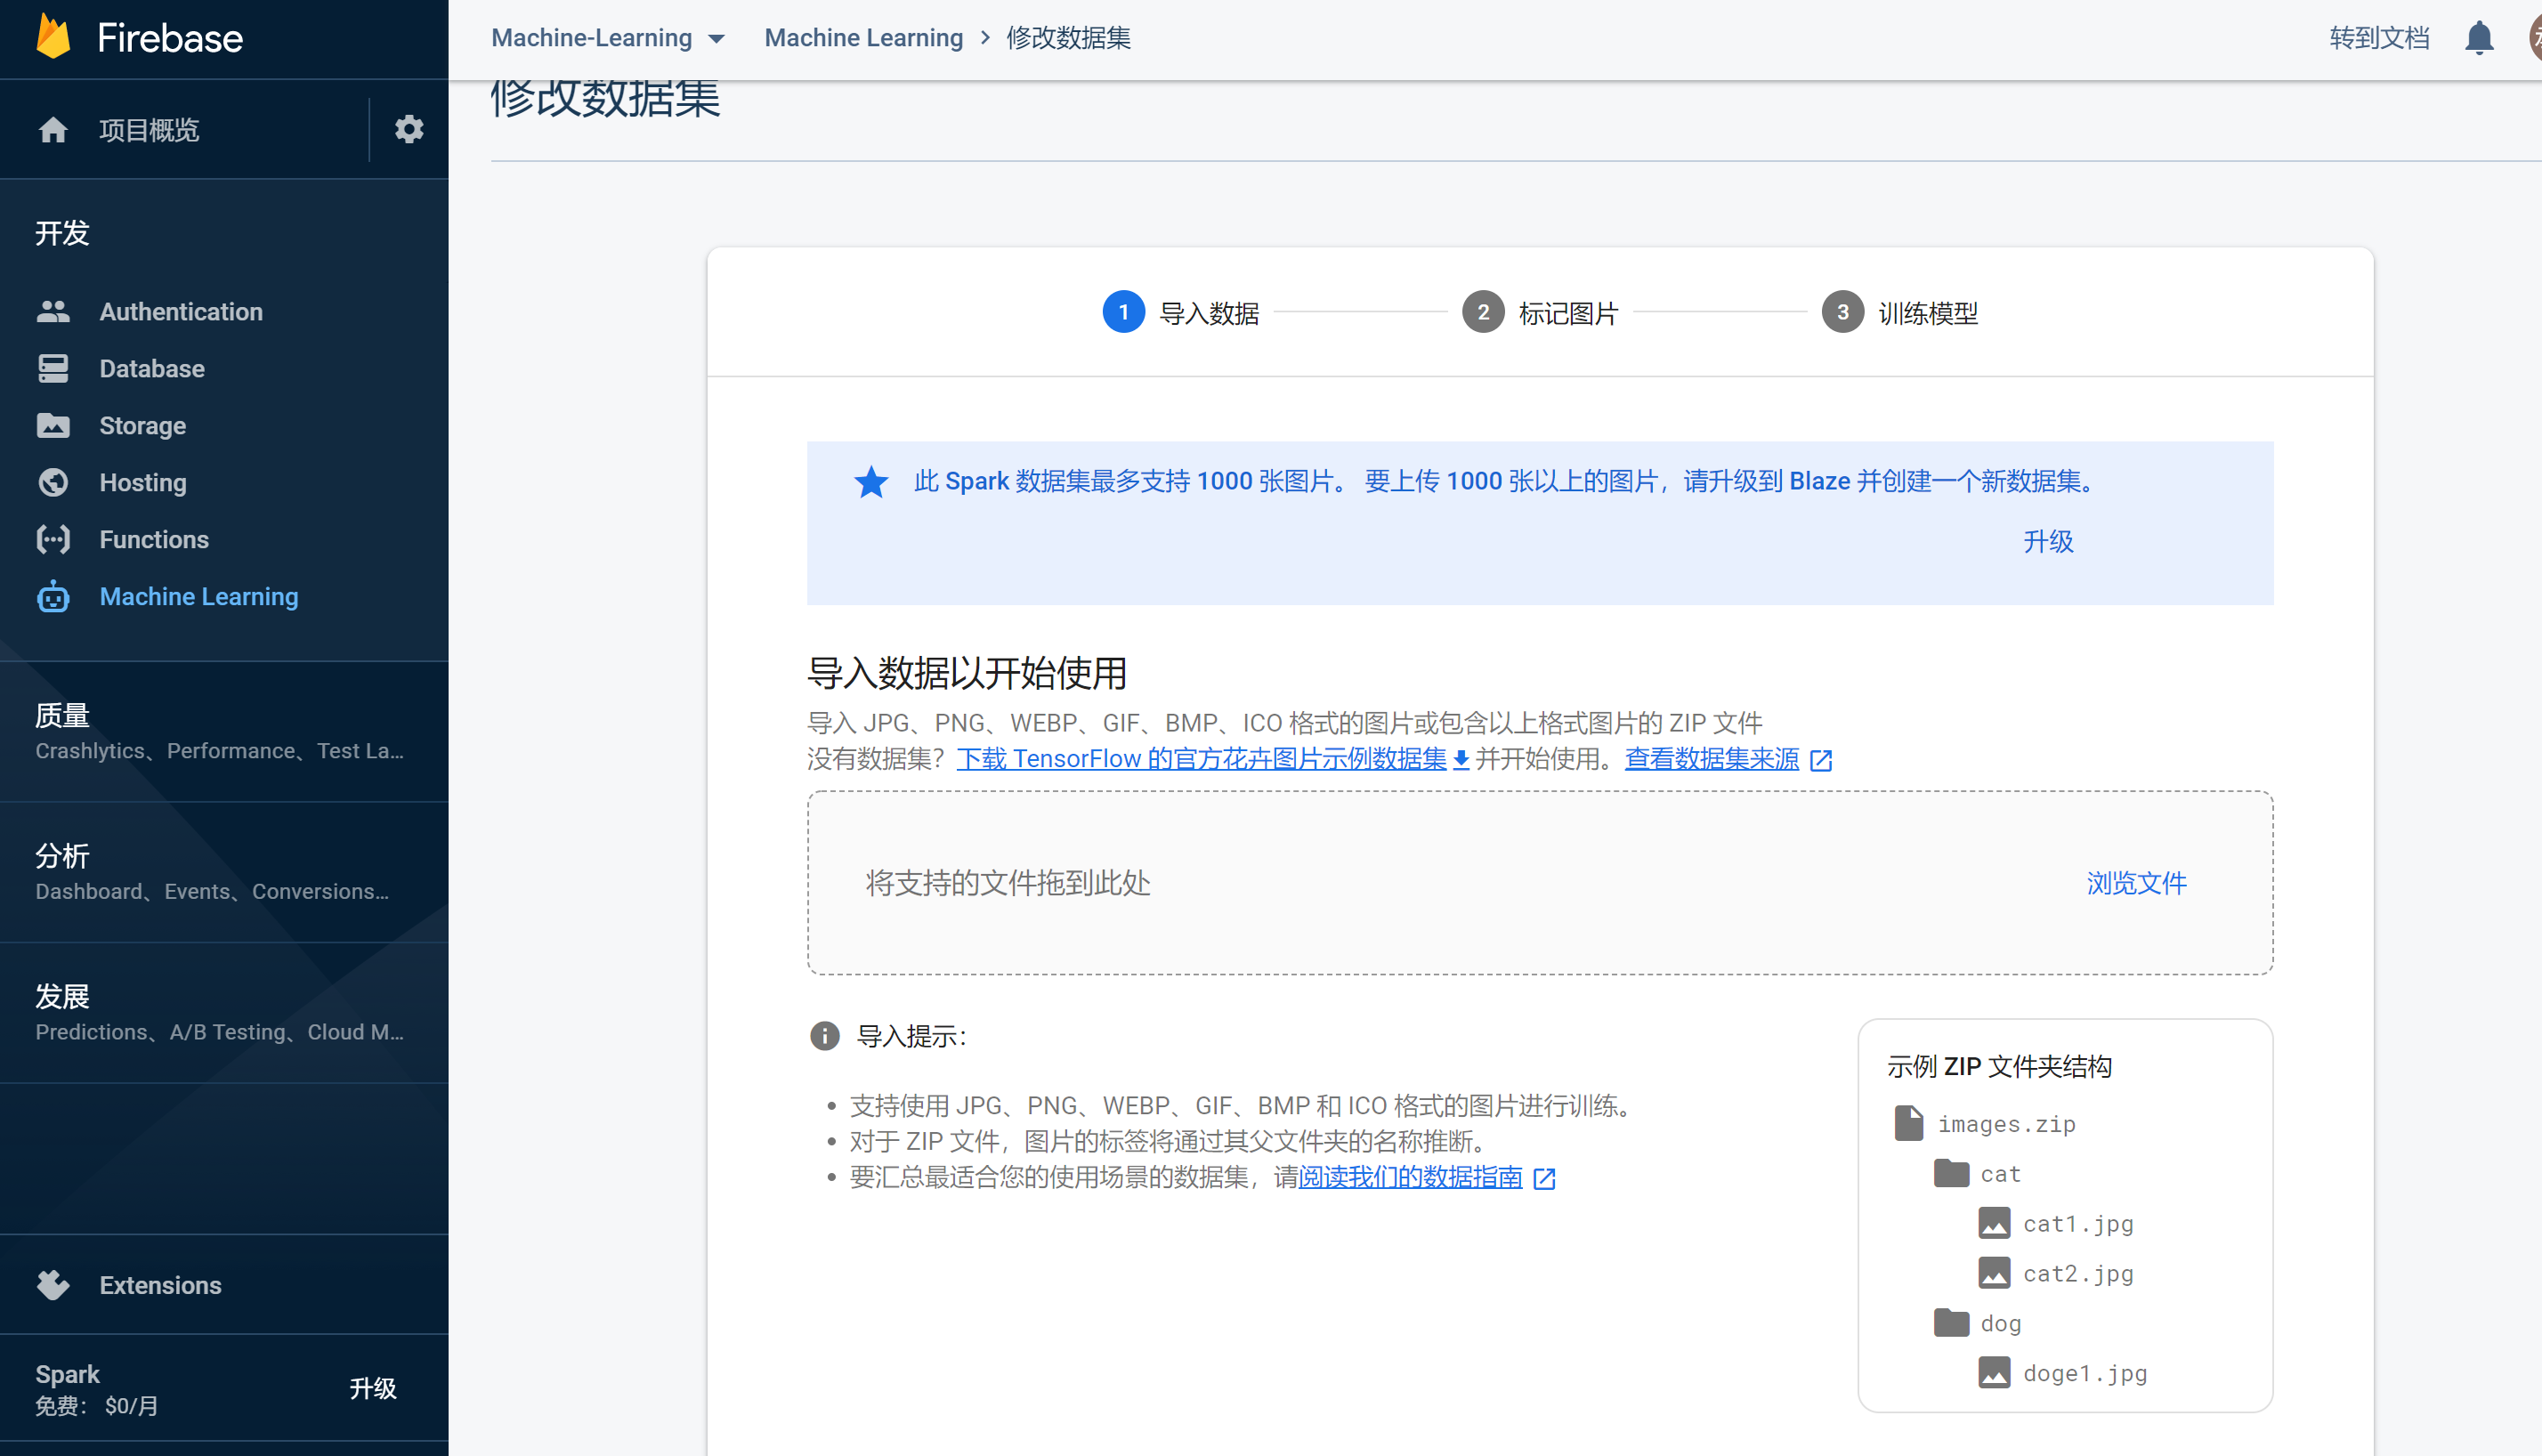 Firebase
Machine-Learning
Machine Learning
修改数据集
转到文档
修改数据集
项目概览
开发
Authentication
Database
Storage
Hosting
Functions
Machine Learning
质量
Crashlytics、Performance、Test La...
分析
Dashboard、Events、Conversions...
发展
Predictions、A/B Testing、Cloud M...
Extensions
Spark
免费： $0/月
升级
1 导入数据
2 标记图片
3 训练模型
此 Spark 数据集最多支持 1000 张图片。 要上传 1000 张以上的图片，请升级到 Blaze 并创建一个新数据集。
升级
导入数据以开始使用
导入 JPG、PNG、WEBP、GIF、BMP、ICO 格式的图片或包含以上格式图片的 ZIP 文件
没有数据集？下载 TensorFlow 的官方花卉图片示例数据集 并开始使用。查看数据集来源
将支持的文件拖到此处
浏览文件
导入提示：
支持使用 JPG、PNG、WEBP、GIF、BMP 和 ICO 格式的图片进行训练。
对于 ZIP 文件，图片的标签将通过其父文件夹的名称推断。
要汇总最适合您的使用场景的数据集，请阅读我们的数据指南
示例 ZIP 文件夹结构
images.zip
cat
cat1.jpg
cat2.jpg
dog
doge1.jpg